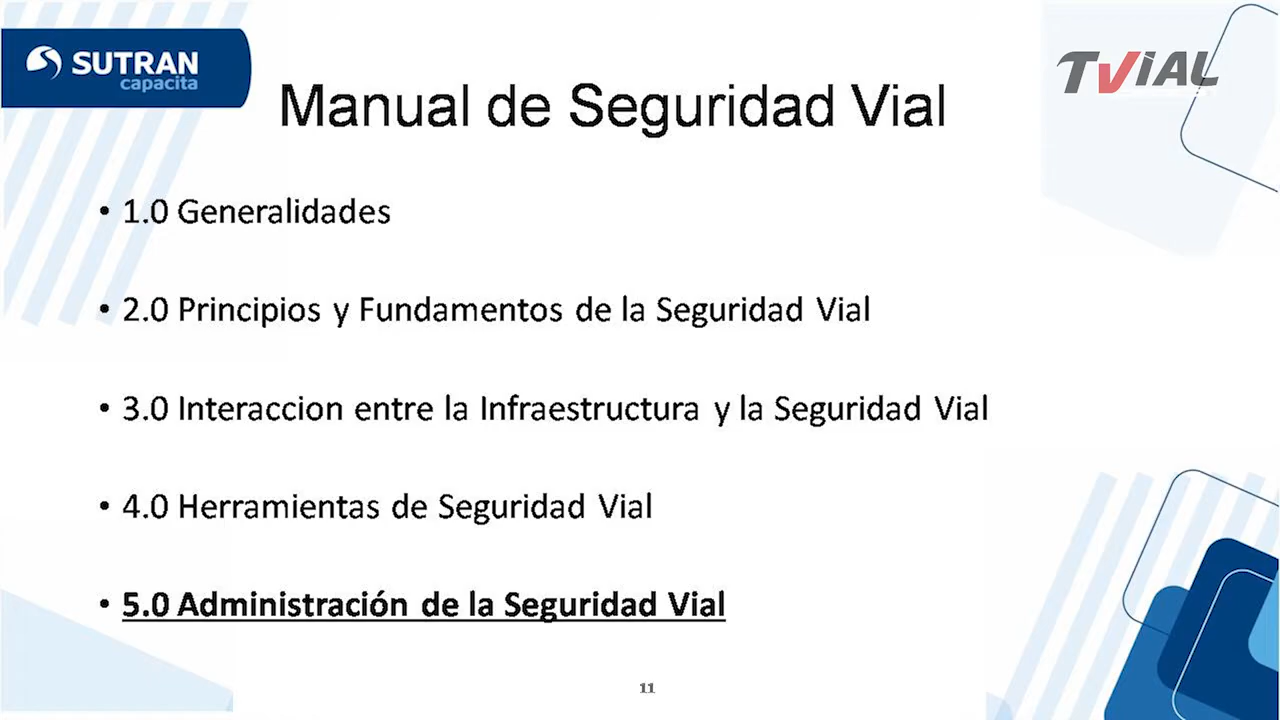 SUTRAN
capacita
TViAL
Manual de Seguridad Vial
• 1.0 Generalidades
• 2.0 Principios y Fundamentos de la Seguridad Vial
• 3.0 Interaccion entre la Infraestructura y la Seguridad Vial
• 4.0 Herramientas de Seguridad Vial
• 5.0 Administración de la Seguridad Vial
11